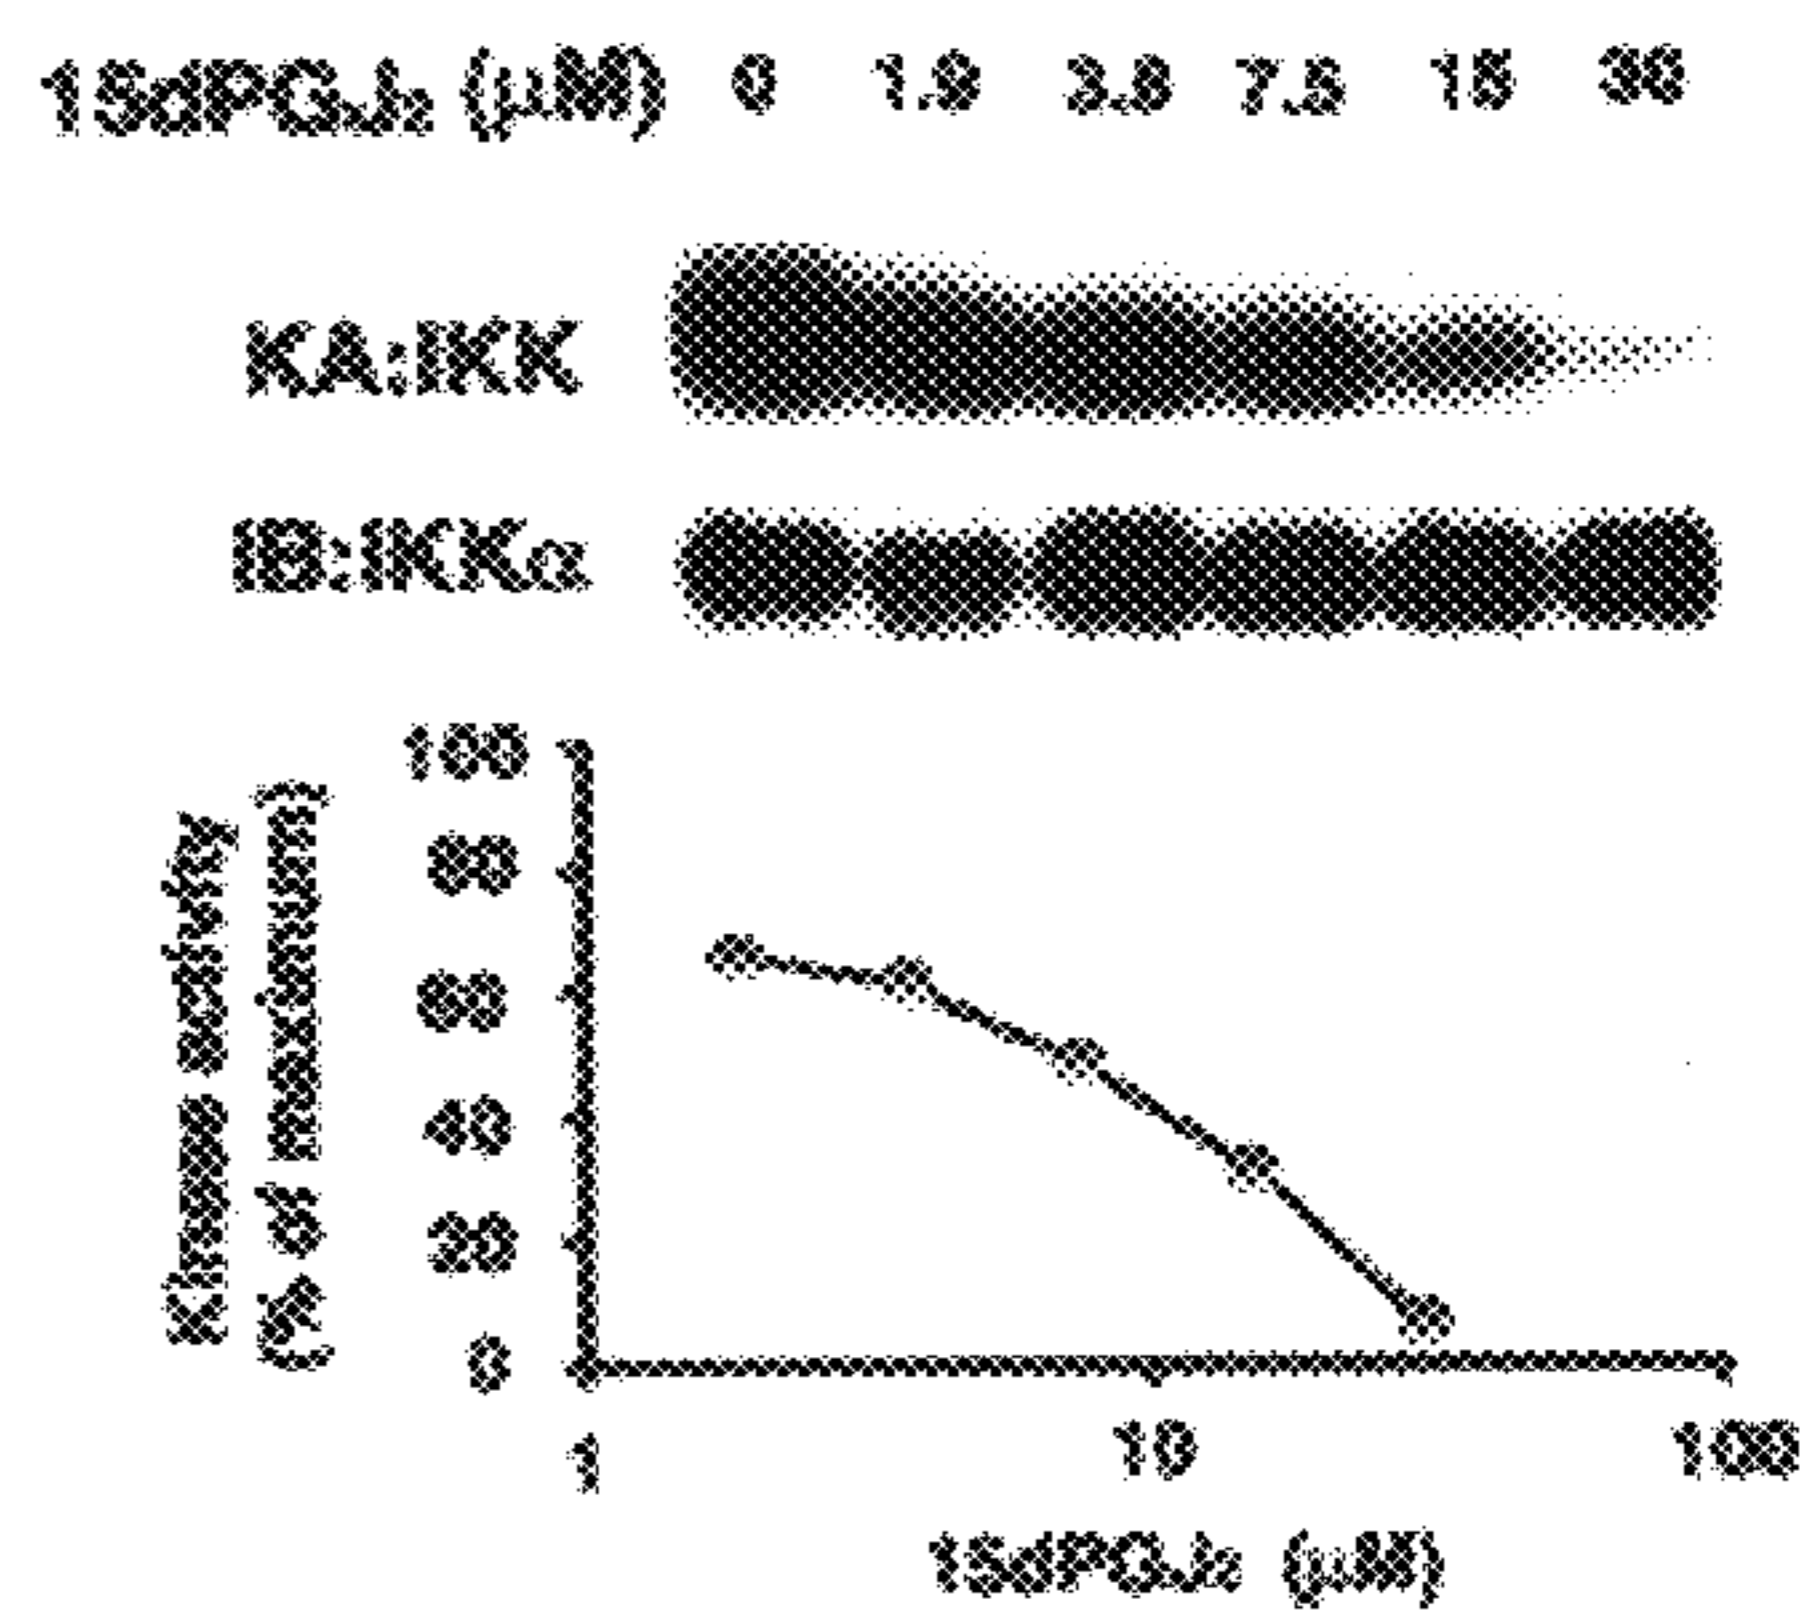 15dPGJ₂ (μM) 0 1.9 3.8 7.5 15 30
KA:IKK
IB:IKKα
Kinase activity
(% of maximum)
100
80
60
40
20
0
1 10 100
15dPGJ₂ (μM)